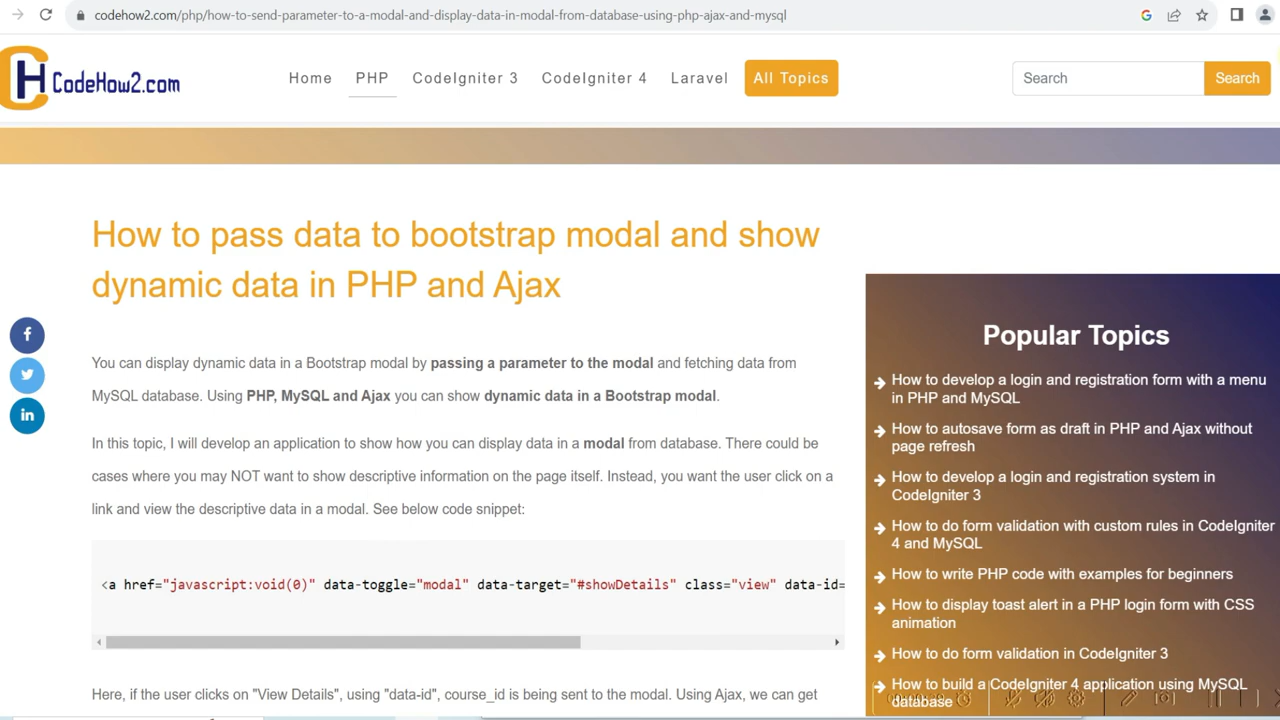 codehow2.com/php/how-to-send-parameter-to-a-modal-and-display-data-in-modal-from-database-using-php-ajax-and-mysql
CodeHow2.com
Home
PHP
CodeIgniter 3
CodeIgniter 4
Laravel
All Topics
Search
Search
How to pass data to bootstrap modal and show
dynamic data in PHP and Ajax
You can display dynamic data in a Bootstrap modal by passing a parameter to the modal and fetching data from
MySQL database. Using PHP, MySQL and Ajax you can show dynamic data in a Bootstrap modal.
In this topic, I will develop an application to show how you can display data in a modal from database. There could be
cases where you may NOT want to show descriptive information on the page itself. Instead, you want the user click on a
link and view the descriptive data in a modal. See below code snippet:
<a href="javascript:void(0)" data-toggle="modal" data-target="#showDetails" class="view" data-id=
Here, if the user clicks on "View Details", using "data-id", course_id is being sent to the modal. Using Ajax, we can get
Popular Topics
How to develop a login and registration form with a menu
in PHP and MySQL
How to autosave form as draft in PHP and Ajax without
page refresh
How to develop a login and registration system in
CodeIgniter 3
How to do form validation with custom rules in CodeIgniter
4 and MySQL
How to write PHP code with examples for beginners
How to display toast alert in a PHP login form with CSS
animation
How to do form validation in CodeIgniter 3
How to build a CodeIgniter 4 application using MySQL
database